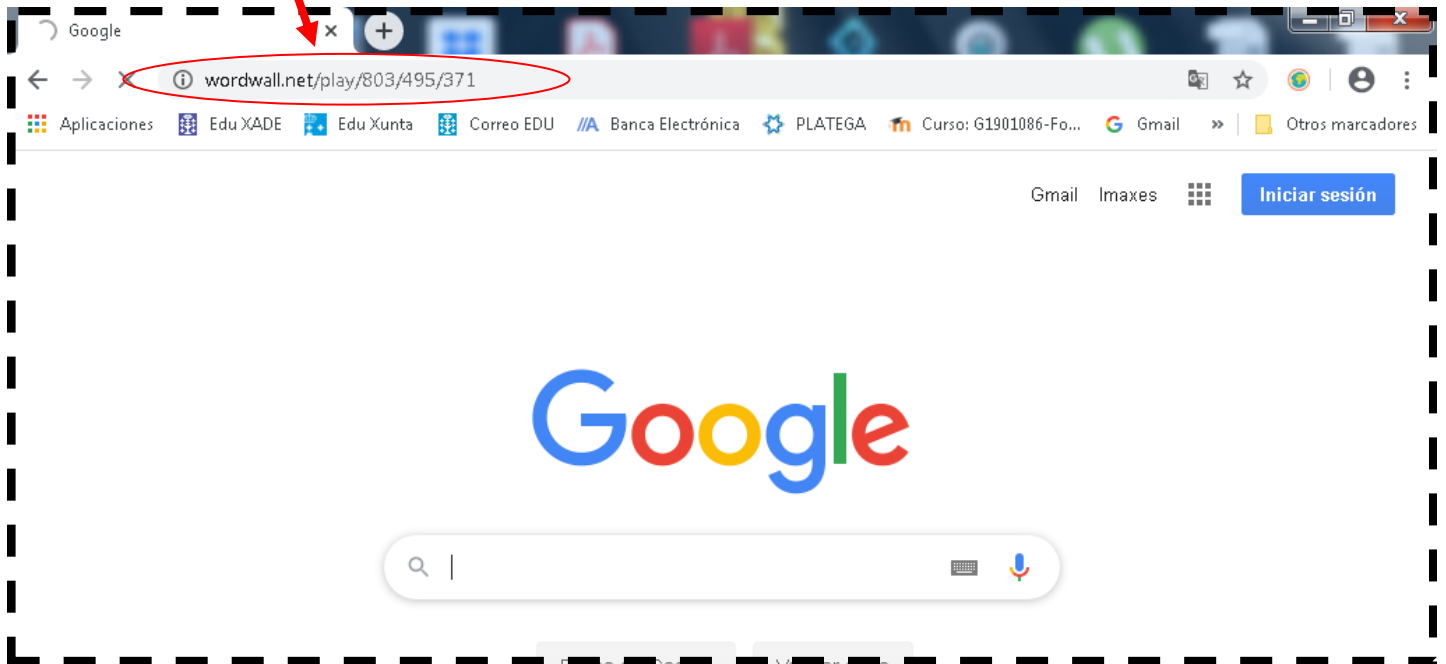 Google
wordwall.net/play/803/495/371
Aplicaciones Edu XADE Edu Xunta Correo EDU Banca Electrónica PLATEGA Curso: G1901086-Fo... Gmail » Otros marcadores
Gmail Imaxes Iniciar sesión
Google